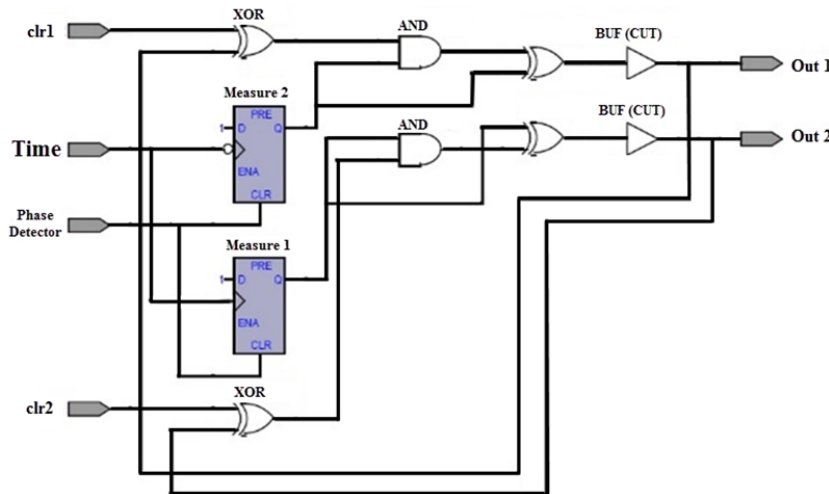 XOR
clr1
AND
BUF (CUT)
Out 1
Measure 2
PRE
1
D
Q
ENA
CLR
Time
AND
BUF (CUT)
Out 2
Phase
Detector
Measure 1
PRE
1
D
Q
ENA
CLR
XOR
clr2